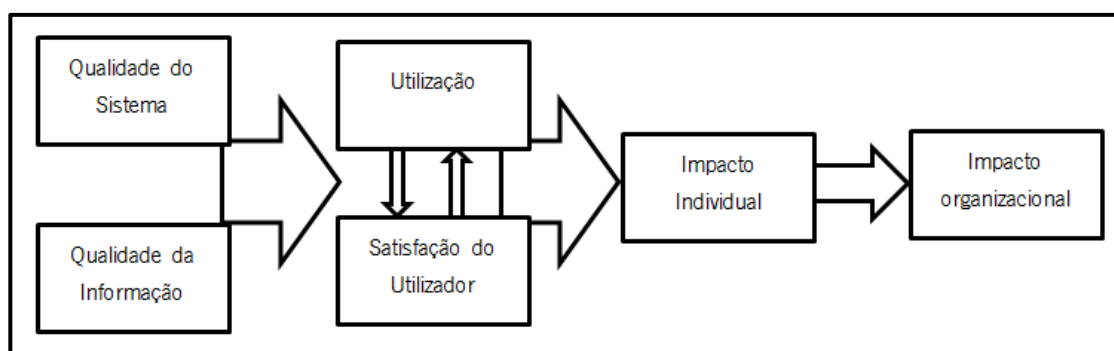 Qualidade do
Sistema
Qualidade da
Informação
Utilização
Satisfação do
Utilizador
Impacto
Individual
Impacto
organizacional